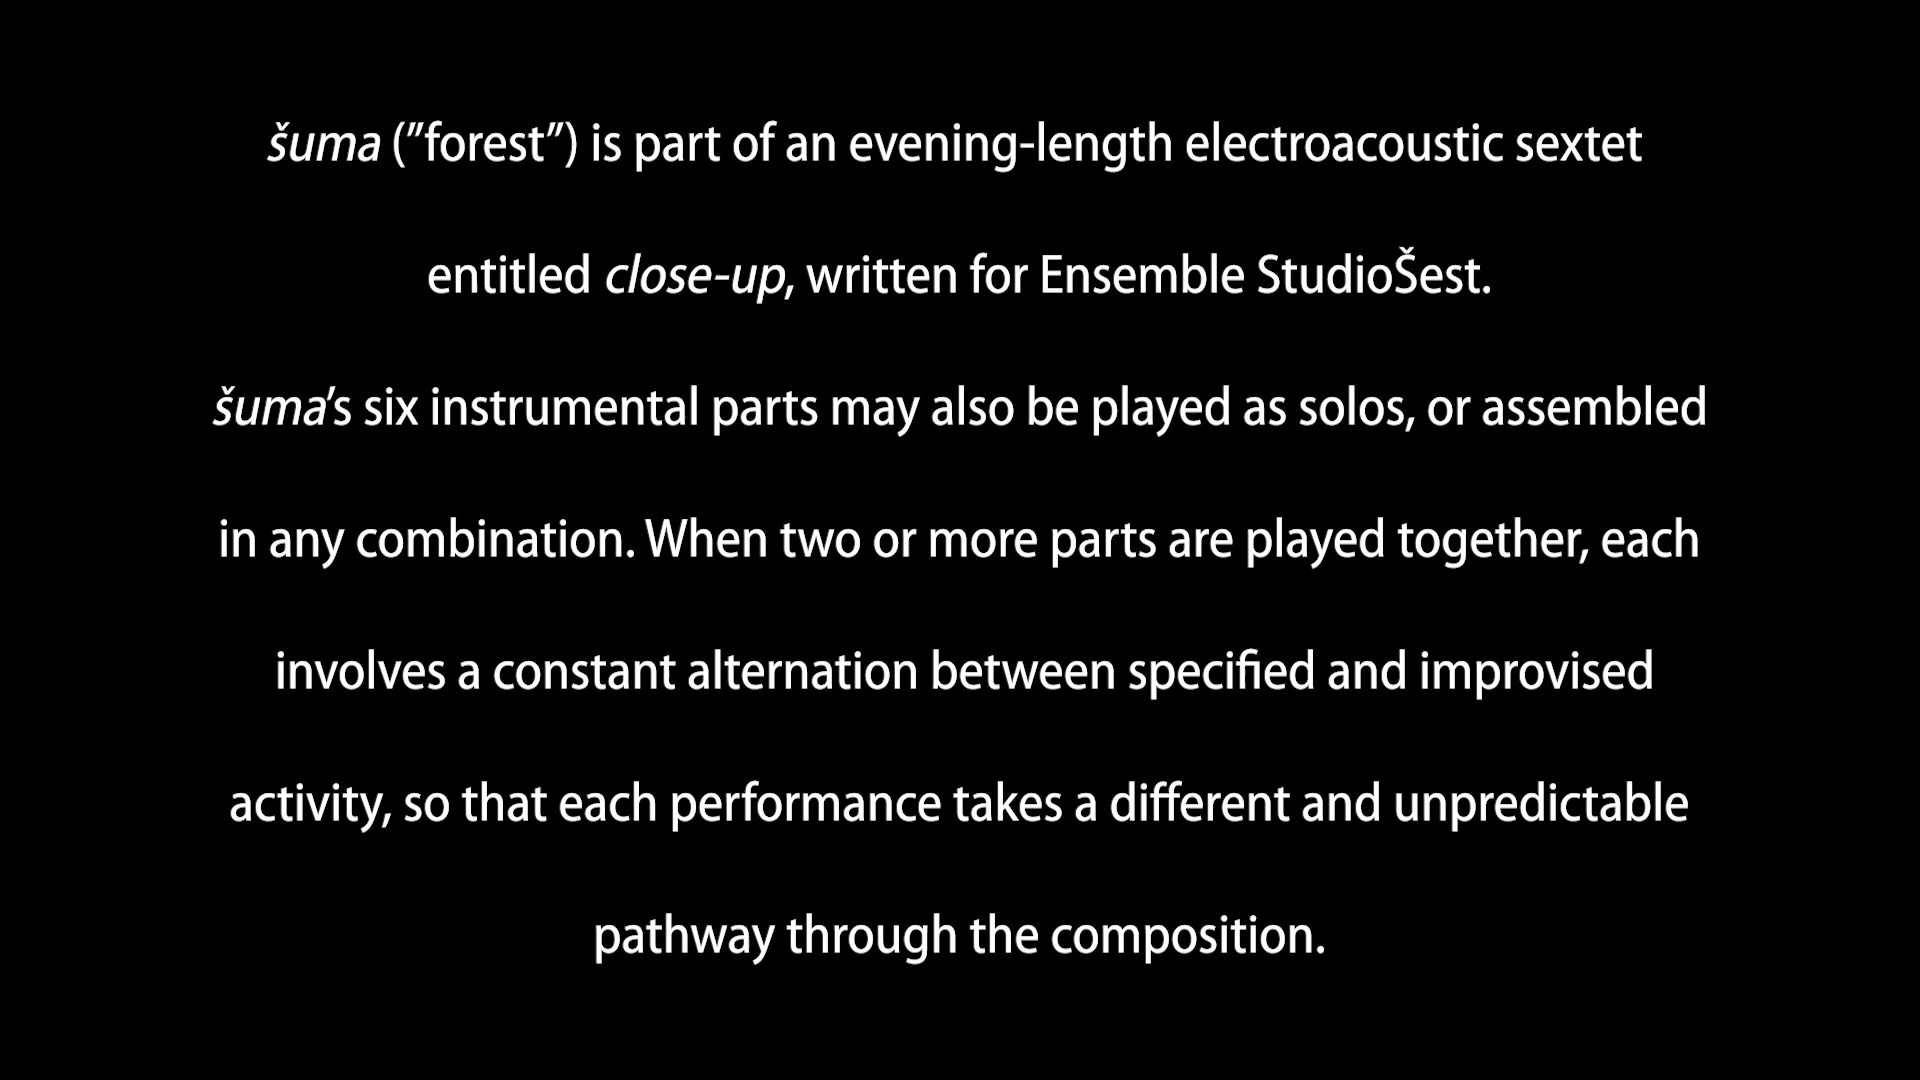 šuma (”forest”) is part of an evening-length electroacoustic sextet
entitled close-up, written for Ensemble StudioŠest.
šuma’s six instrumental parts may also be played as solos, or assembled
in any combination. When two or more parts are played together, each
involves a constant alternation between specified and improvised
activity, so that each performance takes a different and unpredictable
pathway through the composition.